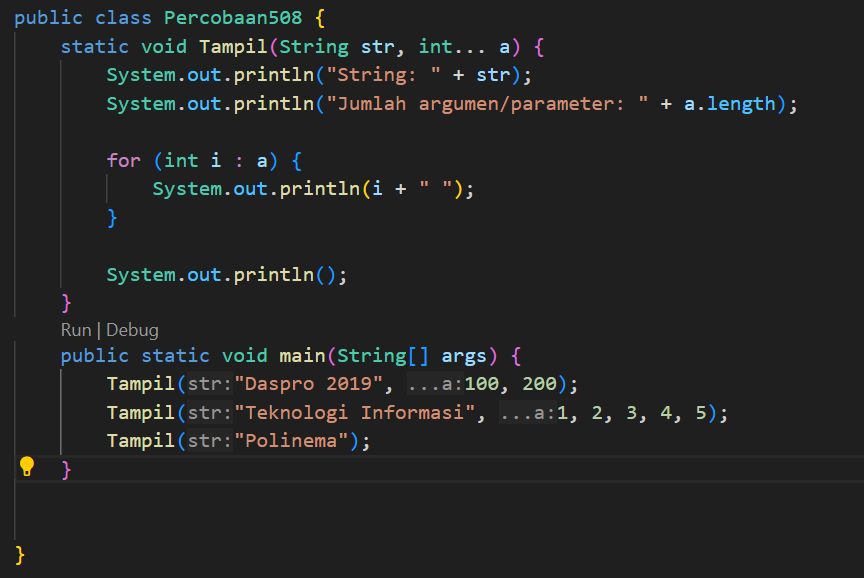 public class Percobaan508 {
static void Tampil(String str, int... a) {
System.out.println("String: " + str);
System.out.println("Jumlah argumen/parameter: " + a.length);
for (int i : a) {
System.out.println(i + " ");
}
System.out.println();
}
Run | Debug
public static void main(String[] args) {
Tampil(str:"Daspro 2019", ...a:100, 200);
Tampil(str:"Teknologi Informasi", ...a:1, 2, 3, 4, 5);
Tampil(str:"Polinema");
}
}